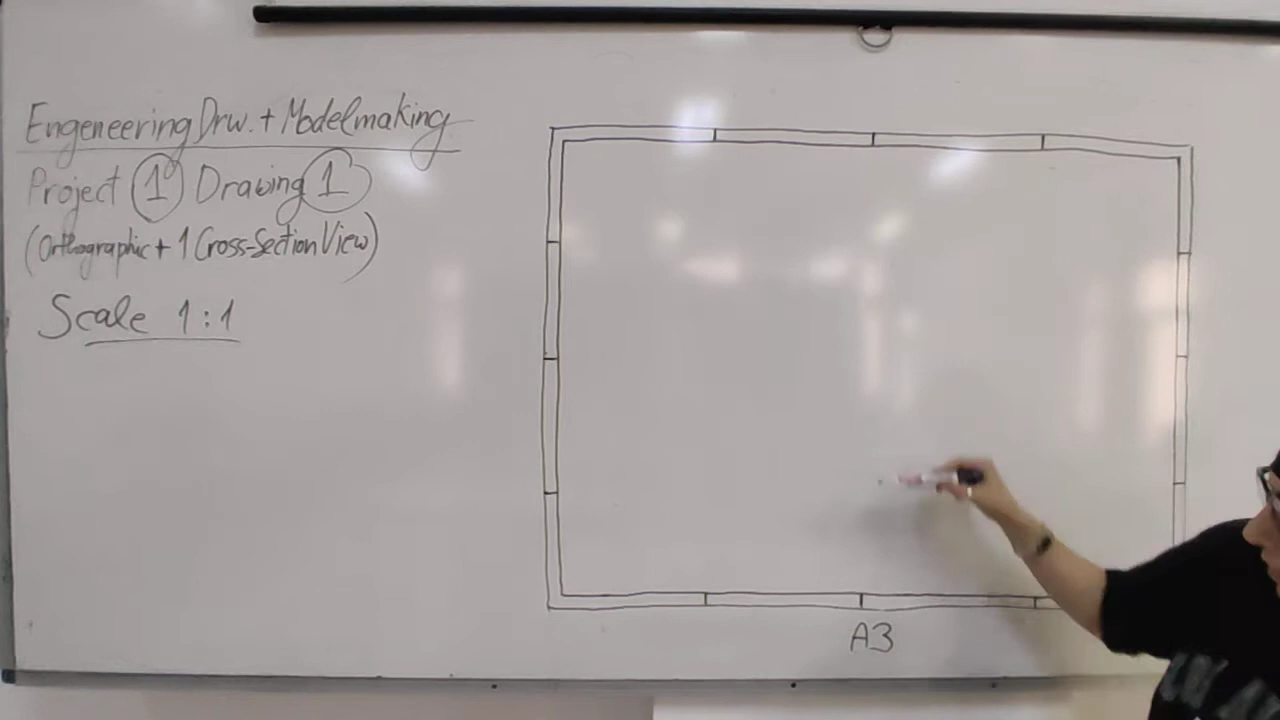 Engeneering Drw. + Modelmaking
Project 1 Drawing 1
(Orthographic + 1 Cross-Section View)
Scale 1:1
A3